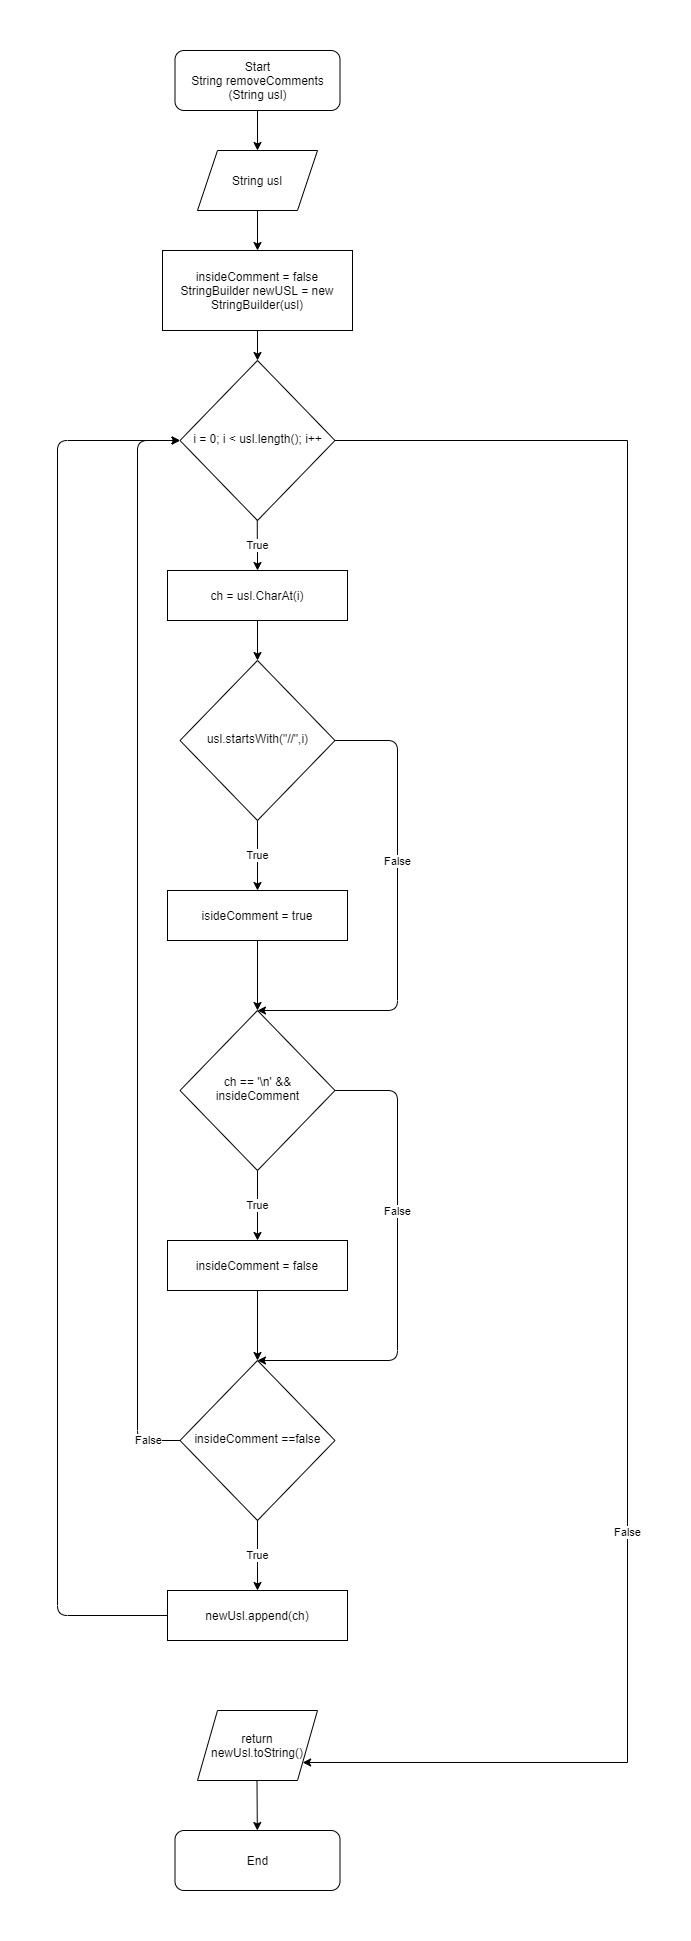 Start
String removeComments
(String usl)
String usl
insideComment = false
StringBuilder newUSL = new
StringBuilder(usl)
i = 0; i < usl.length(); i++
True
ch = usl.CharAt(i)
usl.startsWith("//",i)
True
False
isideComment = true
ch == '\n' &&
insideComment
True
False
insideComment = false
insideComment ==false
False
True
False
newUsl.append(ch)
return
newUsl.toString()
End